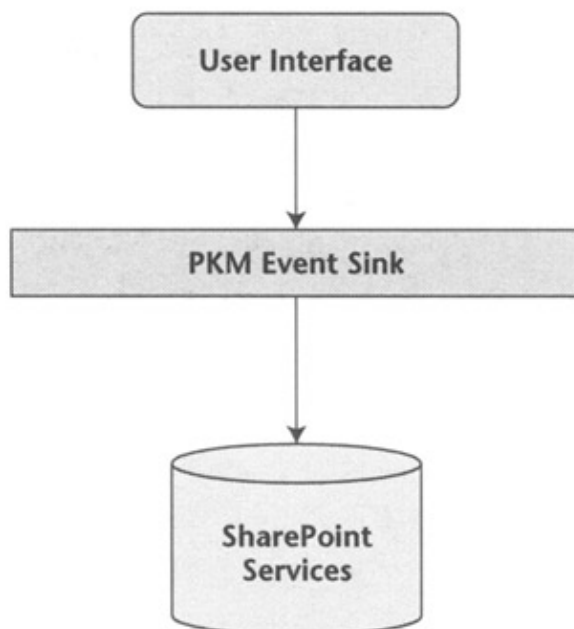 User Interface
PKM Event Sink
SharePoint
Services